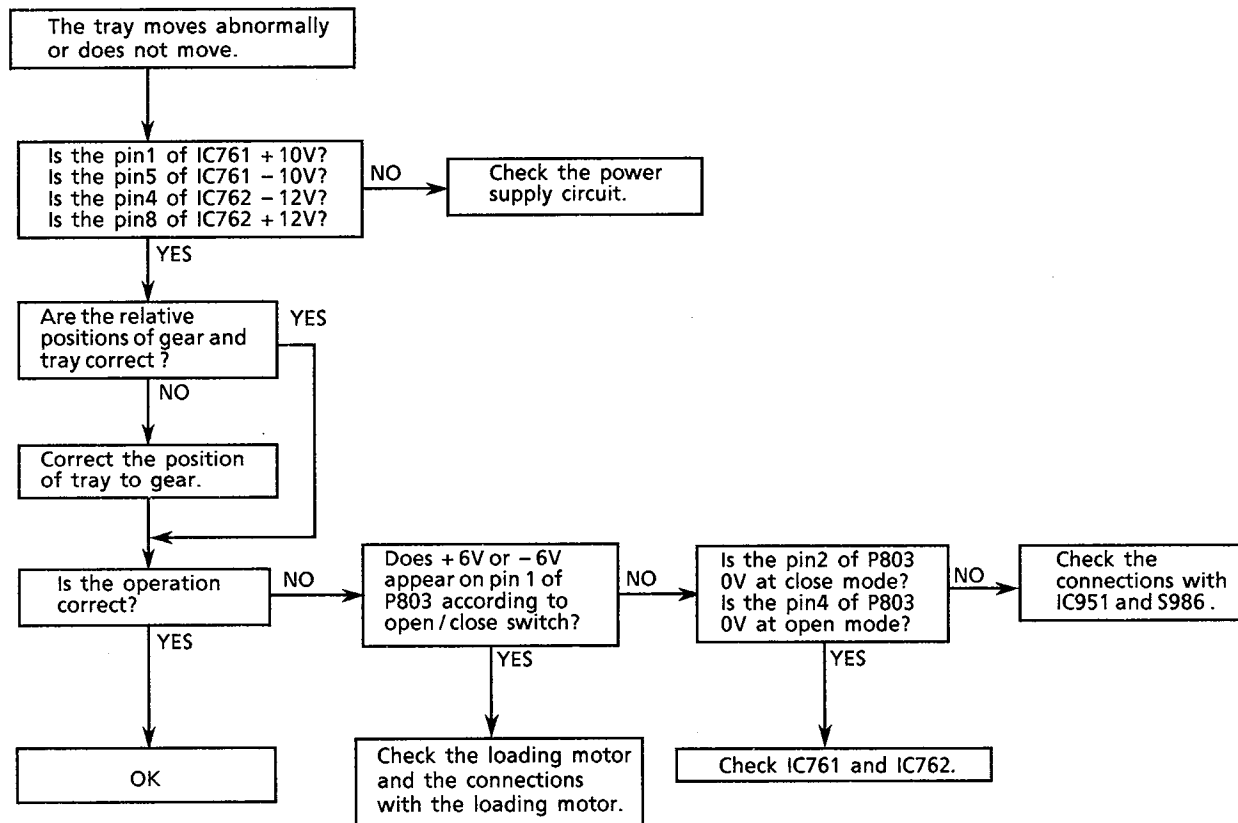 The tray moves abnormally
or does not move.
Is the pin1 of IC761 +10V?
Is the pin5 of IC761 −10V?
Is the pin4 of IC762 −12V?
Is the pin8 of IC762 +12V?
NO
Check the power
supply circuit.
YES
Are the relative
positions of gear and
tray correct ?
YES
NO
Correct the position
of tray to gear.
Is the operation
correct?
NO
Does +6V or −6V
appear on pin 1 of
P803 according to
open / close switch?
NO
Is the pin2 of P803
0V at close mode?
Is the pin4 of P803
0V at open mode?
NO
Check the
connections with
IC951 and S986 .
YES
YES
YES
OK
Check the loading motor
and the connections
with the loading motor.
Check IC761 and IC762.